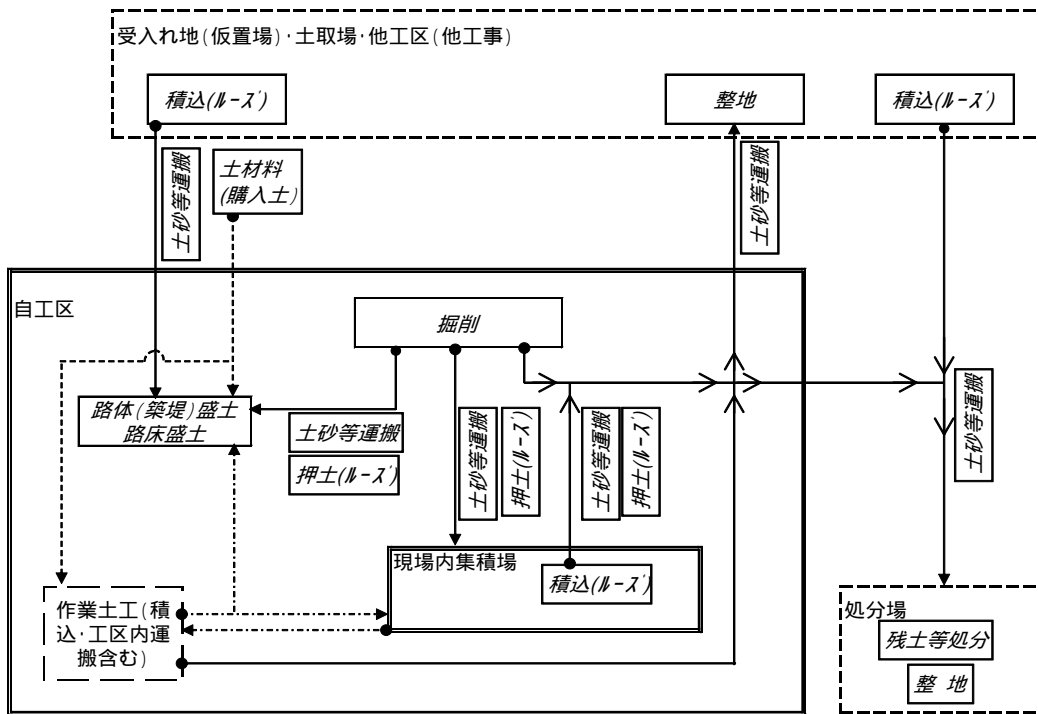 受入れ地(仮置場)･土取場･他工区(他工事)
積込(ﾙｰｽﾞ)
整地
積込(ﾙｰｽﾞ)
土砂等運搬
土材料
(購入土)
土砂等運搬
自工区
掘削
路体(築堤)盛土
路床盛土
土砂等運搬
押土(ﾙｰｽﾞ)
土砂等運搬
押土(ﾙｰｽﾞ)
土砂等運搬
押土(ﾙｰｽﾞ)
土砂等運搬
現場内集積場
積込(ﾙｰｽﾞ)
作業土工(積
込･工区内運
搬含む)
処分場
残土等処分
整 地